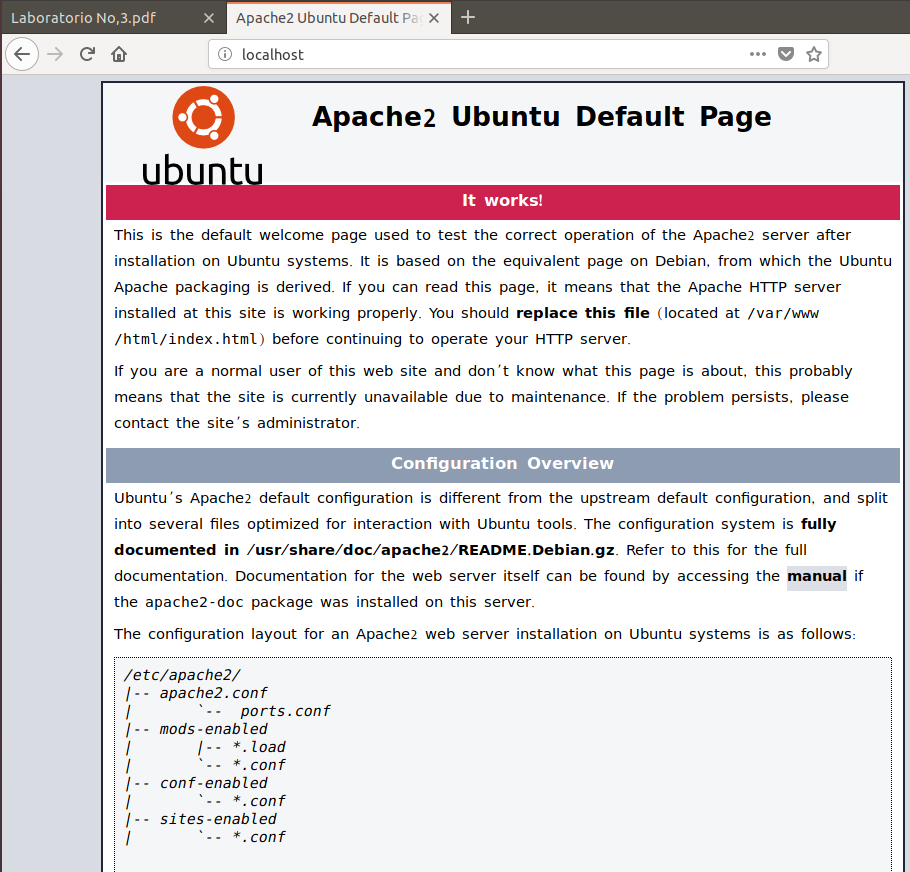 Laboratorio No,3.pdf
Apache2 Ubuntu Default Pa
localhost
ubuntu
Apache2 Ubuntu Default Page
It works!
This is the default welcome page used to test the correct operation of the Apache2 server after
installation on Ubuntu systems. It is based on the equivalent page on Debian, from which the Ubuntu
Apache packaging is derived. If you can read this page, it means that the Apache HTTP server
installed at this site is working properly. You should replace this file (located at /var/www
/html/index.html) before continuing to operate your HTTP server.
If you are a normal user of this web site and don't know what this page is about, this probably
means that the site is currently unavailable due to maintenance. If the problem persists, please
contact the site's administrator.
Configuration Overview
Ubuntu's Apache2 default configuration is different from the upstream default configuration, and split
into several files optimized for interaction with Ubuntu tools. The configuration system is fully
documented in /usr/share/doc/apache2/README.Debian.gz. Refer to this for the full
documentation. Documentation for the web server itself can be found by accessing the manual if
the apache2-doc package was installed on this server.
The configuration layout for an Apache2 web server installation on Ubuntu systems is as follows:
/etc/apache2/
|-- apache2.conf
|       `--  ports.conf
|-- mods-enabled
|       |-- *.load
|       `-- *.conf
|-- conf-enabled
|       `-- *.conf
|-- sites-enabled
|       `-- *.conf